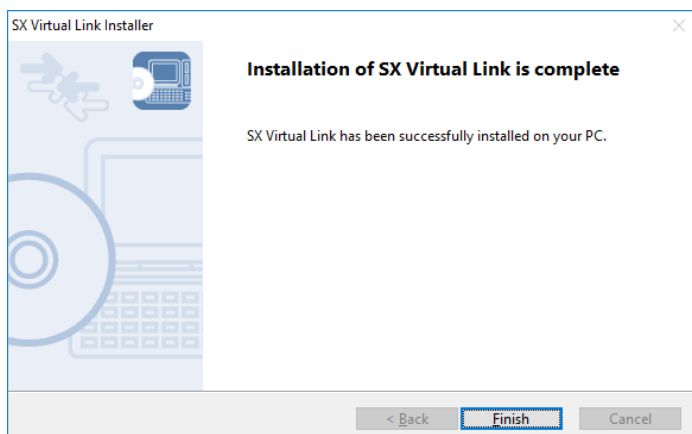 SX Virtual Link Installer
Installation of SX Virtual Link is complete
SX Virtual Link has been successfully installed on your PC.
< Back Finish Cancel